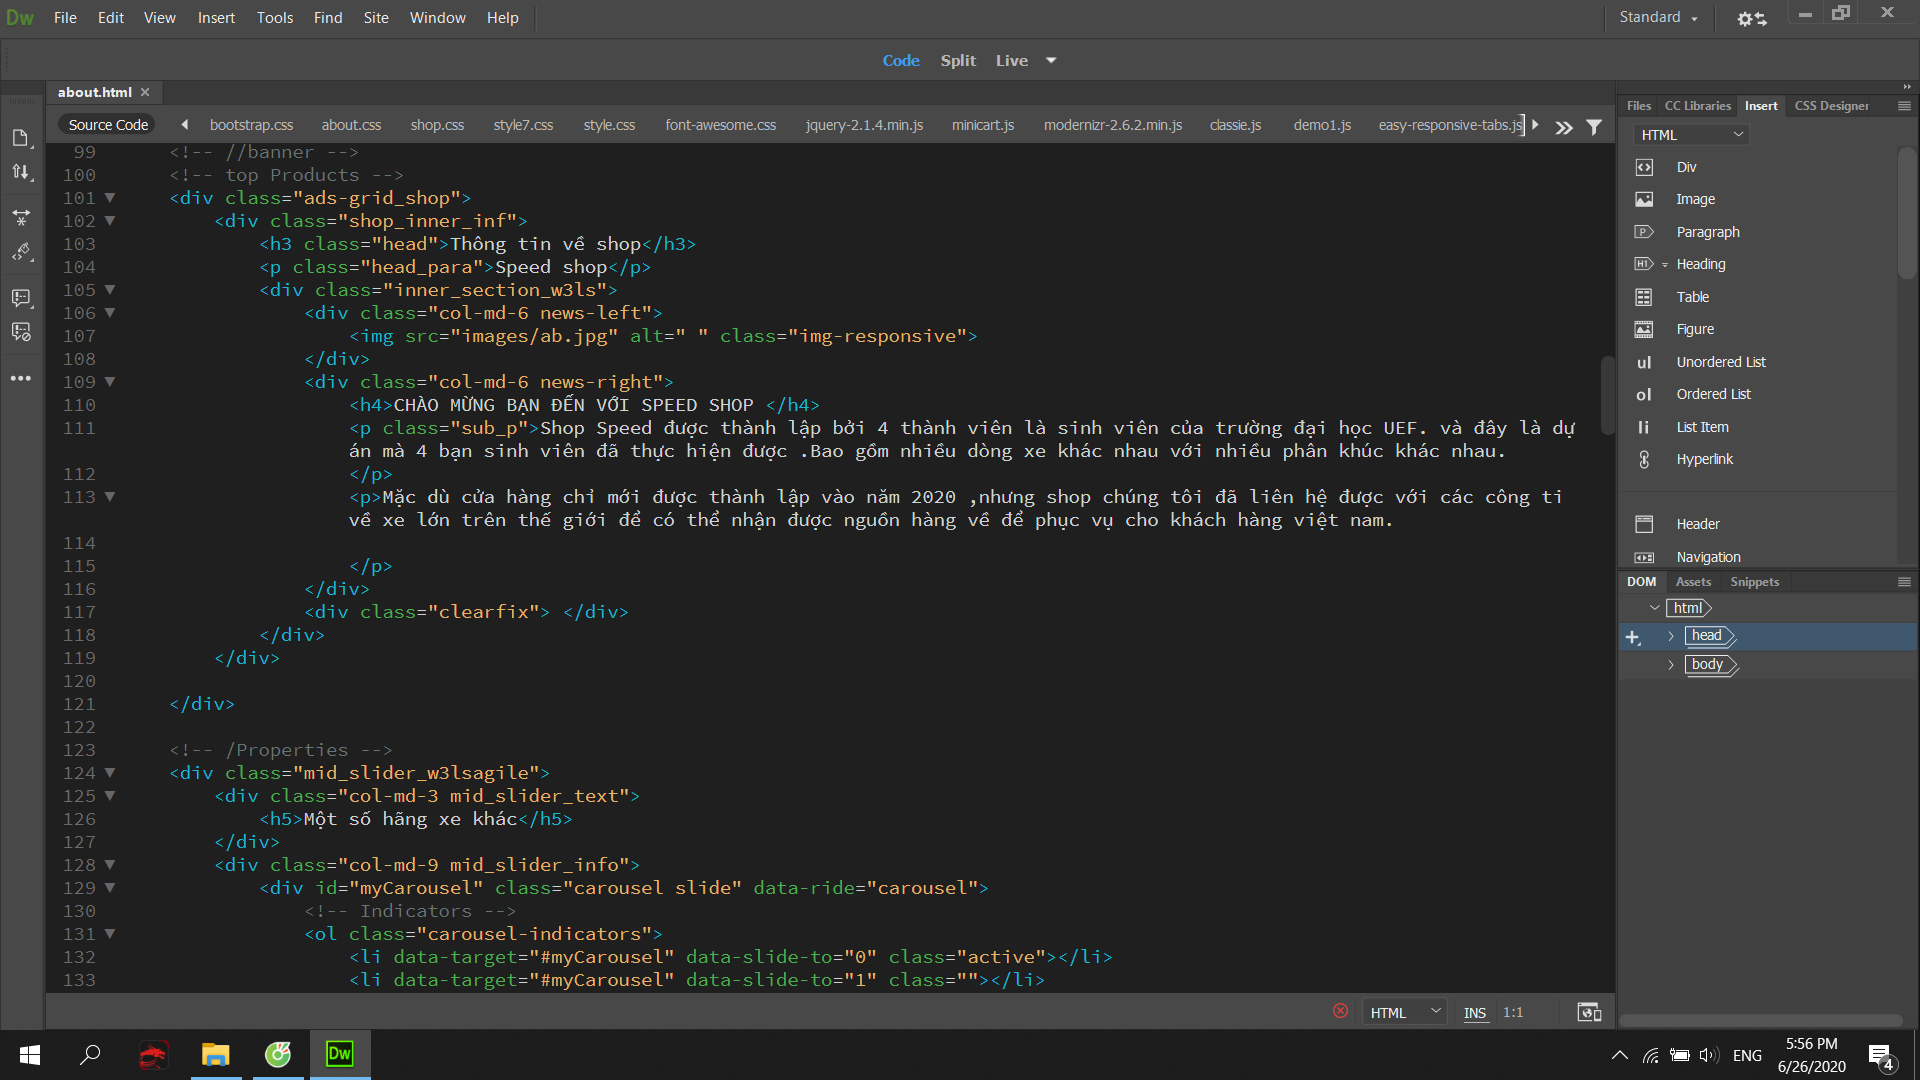 Dw File Edit View Insert Tools Find Site Window Help Standard
Code Split Live
about.html
Source Code bootstrap.css about.css shop.css style7.css style.css font-awesome.css jquery-2.1.4.min.js minicart.js modernizr-2.6.2.min.js classie.js demo1.js easy-responsive-tabs.js
99 <!-- //banner -->
100 <!-- top Products -->
101 <div class="ads-grid_shop">
102 <div class="shop_inner_inf">
103 <h3 class="head">Thông tin về shop</h3>
104 <p class="head_para">Speed shop</p>
105 <div class="inner_section_w3ls">
106 <div class="col-md-6 news-left">
107 <img src="images/ab.jpg" alt=" " class="img-responsive">
108 </div>
109 <div class="col-md-6 news-right">
110 <h4>CHÀO MỪNG BẠN ĐẾN VỚI SPEED SHOP </h4>
111 <p class="sub_p">Shop Speed được thành lập bởi 4 thành viên là sinh viên của trường đại học UEF. và đây là dự
án mà 4 bạn sinh viên đã thực hiện được .Bao gồm nhiều dòng xe khác nhau với nhiều phân khúc khác nhau.
112 </p>
113 <p>Mặc dù cửa hàng chỉ mới được thành lập vào năm 2020 ,nhưng shop chúng tôi đã liên hệ được với các công ti
về xe lớn trên thế giới để có thể nhận được nguồn hàng về để phục vụ cho khách hàng việt nam.
114
115 </p>
116 </div>
117 <div class="clearfix"> </div>
118 </div>
119 </div>
120
121 </div>
122
123 <!-- /Properties -->
124 <div class="mid_slider_w3lsagile">
125 <div class="col-md-3 mid_slider_text">
126 <h5>Một số hãng xe khác</h5>
127 </div>
128 <div class="col-md-9 mid_slider_info">
129 <div id="myCarousel" class="carousel slide" data-ride="carousel">
130 <!-- Indicators -->
131 <ol class="carousel-indicators">
132 <li data-target="#myCarousel" data-slide-to="0" class="active"></li>
133 <li data-target="#myCarousel" data-slide-to="1" class=""></li>
HTML INS 1:1
Files CC Libraries Insert CSS Designer
HTML
Div
Image
P Paragraph
H1 Heading
Table
Figure
ul Unordered List
ol Ordered List
li List Item
Hyperlink
Header
Navigation
DOM Assets Snippets
html
head
body
Dw
ENG
5:56 PM
6/26/2020
4